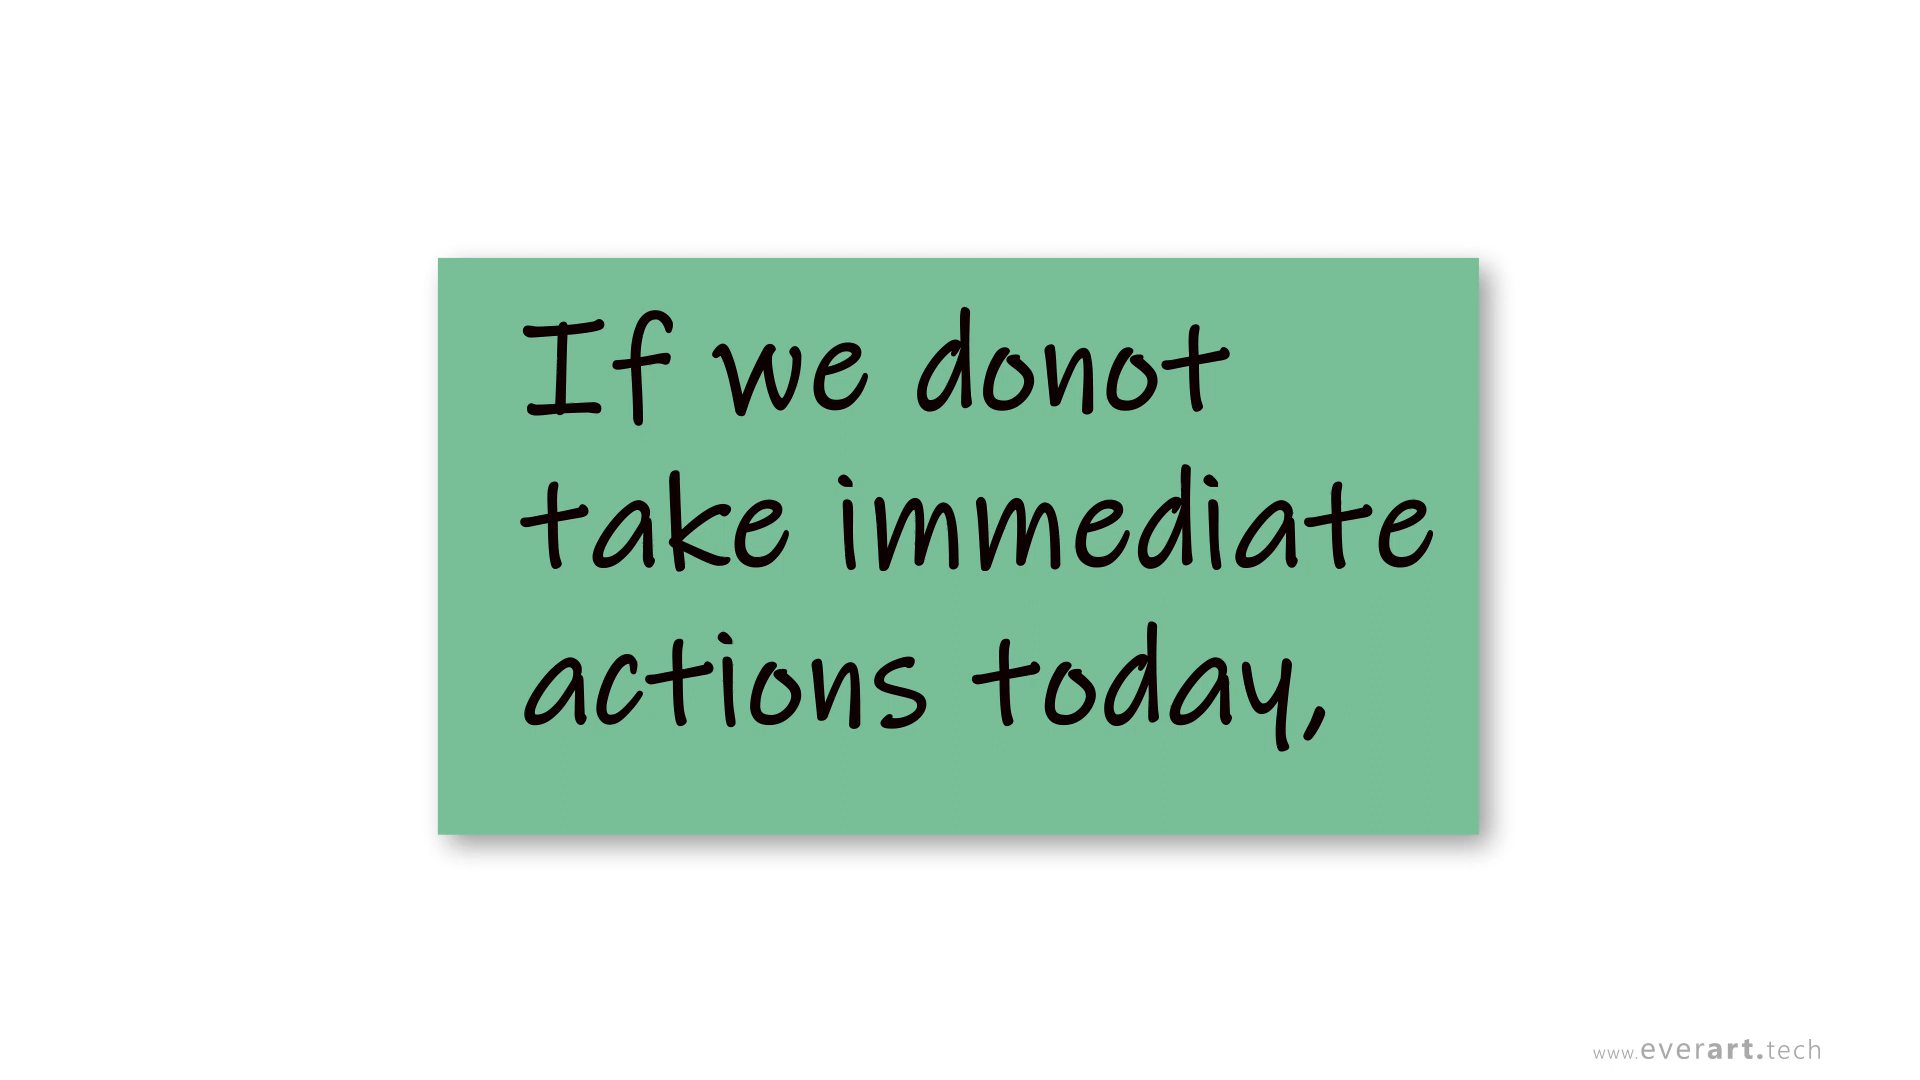 If we donot
take immediate
actions today,
www.everart.tech